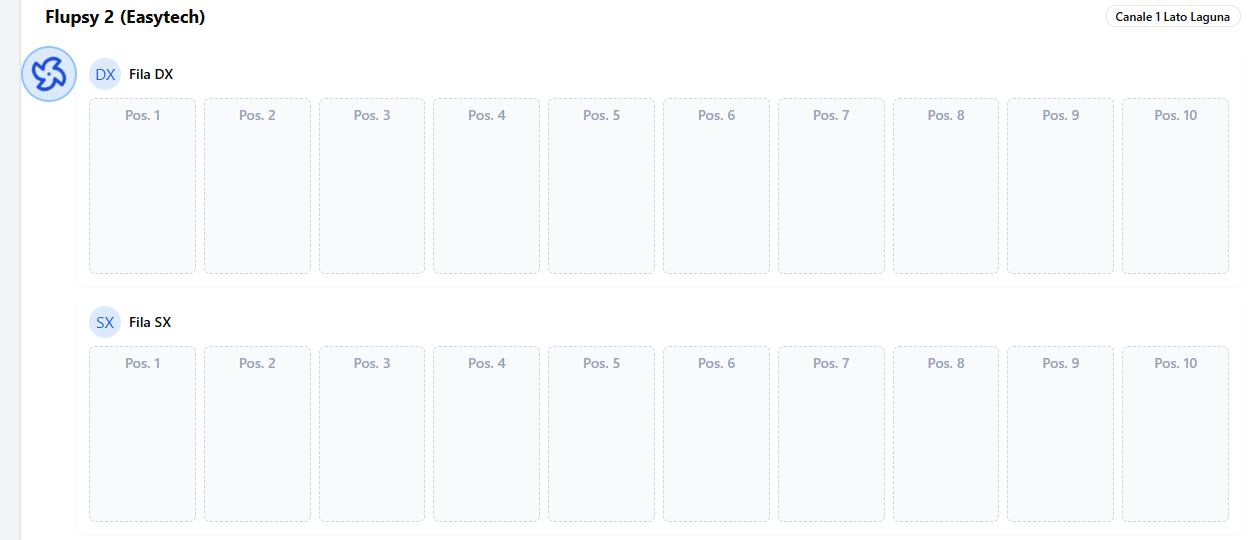 Flupsy 2 (Easytech)
Canale 1 Lato Laguna
DX Fila DX
Pos. 1 Pos. 2 Pos. 3 Pos. 4 Pos. 5 Pos. 6 Pos. 7 Pos. 8 Pos. 9 Pos. 10
SX Fila SX
Pos. 1 Pos. 2 Pos. 3 Pos. 4 Pos. 5 Pos. 6 Pos. 7 Pos. 8 Pos. 9 Pos. 10